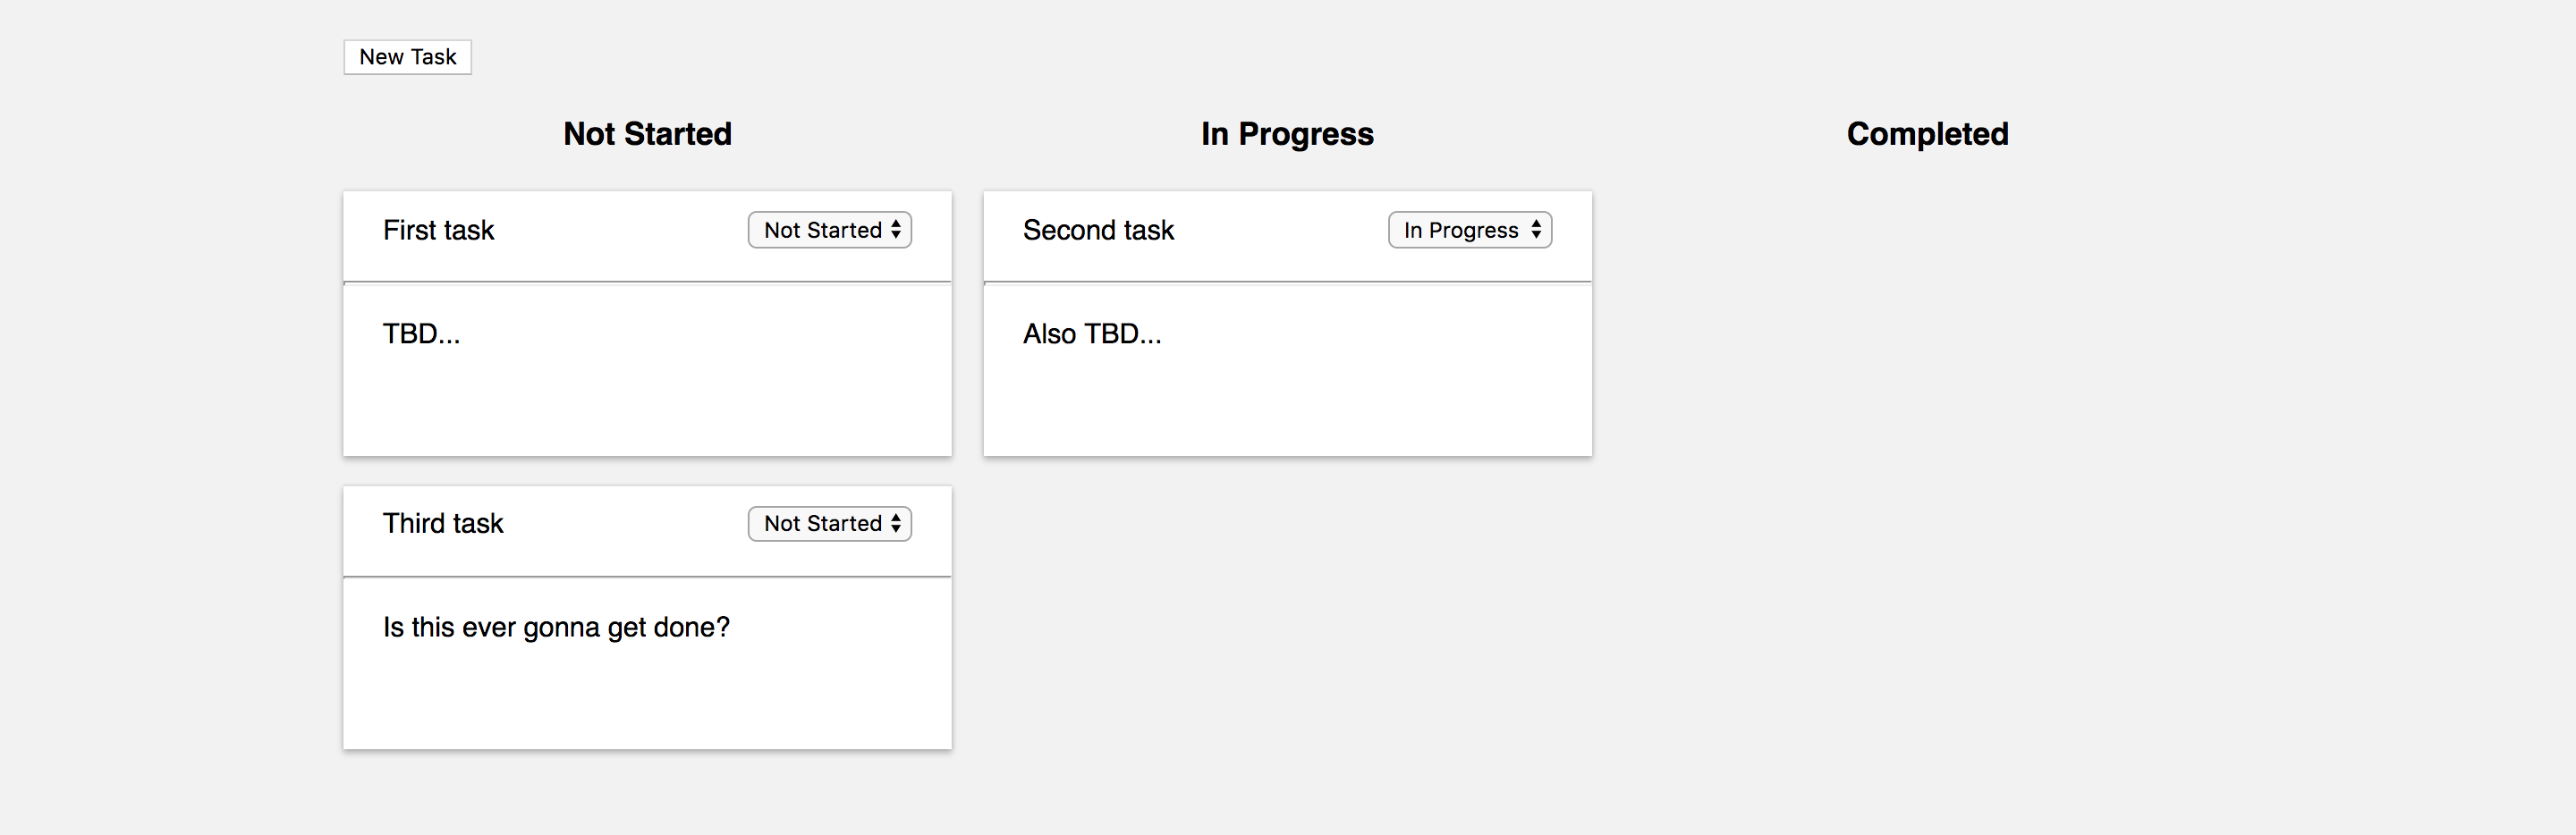 New Task
Not Started
In Progress
Completed
First task
Not Started
TBD...
Second task
In Progress
Also TBD...
Third task
Not Started
Is this ever gonna get done?